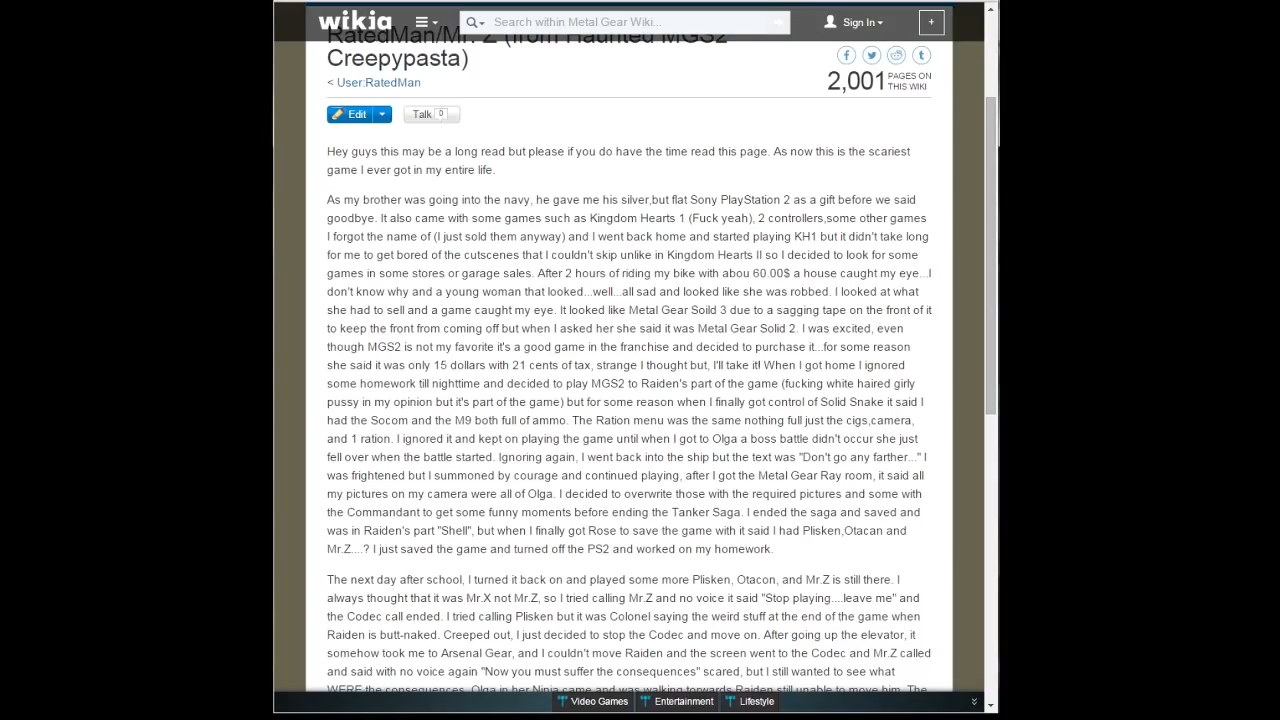 wikia
Search within Metal Gear Wiki...
Sign In
+
RatedMan/Mr. Z (from Haunted MGS2
Creepypasta)
< User:RatedMan
2,001 PAGES ON
THIS WIKI
Edit
Talk 0
Hey guys this may be a long read but please if you do have the time read this page. As now this is the scariest
game I ever got in my entire life.
As my brother was going into the navy, he gave me his silver,but flat Sony PlayStation 2 as a gift before we said
goodbye. It also came with some games such as Kingdom Hearts 1 (Fuck yeah), 2 controllers,some other games
I forgot the name of (I just sold them anyway) and I went back home and started playing KH1 but it didn't take long
for me to get bored of the cutscenes that I couldn't skip unlike in Kingdom Hearts II so I decided to look for some
games in some stores or garage sales. After 2 hours of riding my bike with abou 60.00$ a house caught my eye...I
don't know why and a young woman that looked...well...all sad and looked like she was robbed. I looked at what
she had to sell and a game caught my eye. It looked like Metal Gear Soild 3 due to a sagging tape on the front of it
to keep the front from coming off but when I asked her she said it was Metal Gear Solid 2. I was excited, even
though MGS2 is not my favorite it's a good game in the franchise and decided to purchase it...for some reason
she said it was only 15 dollars with 21 cents of tax, strange I thought but, I'll take it! When I got home I ignored
some homework till nighttime and decided to play MGS2 to Raiden's part of the game (fucking white haired girly
pussy in my opinion but it's part of the game) but for some reason when I finally got control of Solid Snake it said I
had the Socom and the M9 both full of ammo. The Ration menu was the same nothing full just the cigs,camera,
and 1 ration. I ignored it and kept on playing the game until when I got to Olga a boss battle didn't occur she just
fell over when the battle started. Ignoring again, I went back into the ship but the text was "Don't go any farther..." I
was frightened but I summoned by courage and continued playing, after I got the Metal Gear Ray room, it said all
my pictures on my camera were all of Olga. I decided to overwrite those with the required pictures and some with
the Commandant to get some funny moments before ending the Tanker Saga. I ended the saga and saved and
was in Raiden's part "Shell", but when I finally got Rose to save the game with it said I had Plisken,Otacan and
Mr.Z....? I just saved the game and turned off the PS2 and worked on my homework.
The next day after school, I turned it back on and played some more Plisken, Otacon, and Mr.Z is still there. I
always thought that it was Mr.X not Mr.Z, so I tried calling Mr.Z and no voice it said "Stop playing....leave me" and
the Codec call ended. I tried calling Plisken but it was Colonel saying the weird stuff at the end of the game when
Raiden is butt-naked. Creeped out, I just decided to stop the Codec and move on. After going up the elevator, it
somehow took me to Arsenal Gear, and I couldn't move Raiden and the screen went to the Codec and Mr.Z called
and said with no voice again "Now you must suffer the consequences" scared, but I still wanted to see what
WERE the consequences. Olga in her Ninja came and was walking torwards Raiden still unable to move him. The
Video Games
Entertainment
Lifestyle